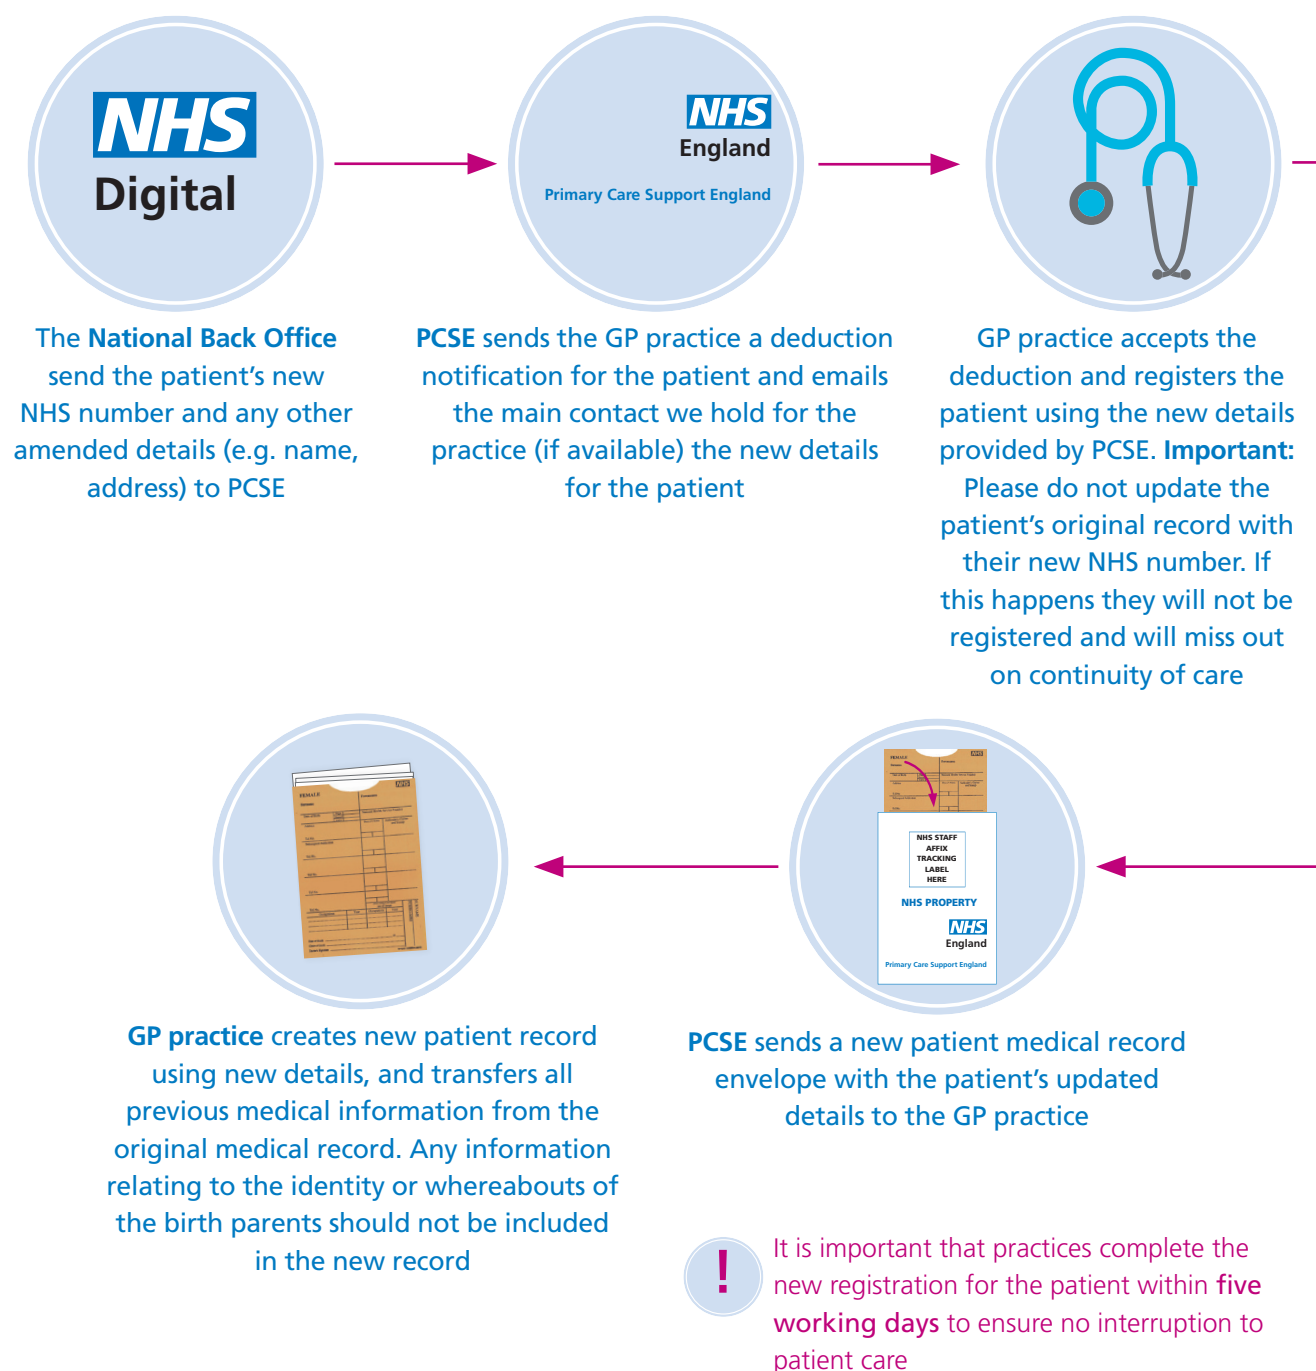 NHS
Digital
NHS
England
Primary Care Support England
The National Back Office
send the patient's new
NHS number and any other
amended details (e.g. name,
address) to PCSE
PCSE sends the GP practice a deduction
notification for the patient and emails
the main contact we hold for the
practice (if available) the new details
for the patient
GP practice accepts the
deduction and registers the
patient using the new details
provided by PCSE. Important:
Please do not update the
patient's original record with
their new NHS number. If
this happens they will not be
registered and will miss out
on continuity of care
NHS
FEMALE
GP practice creates new patient record
using new details, and transfers all
previous medical information from the
original medical record. Any information
relating to the identity or whereabouts of
the birth parents should not be included
in the new record
NHS
FEMALE
NHS STAFF
AFFIX
TRACKING
LABEL
HERE
NHS PROPERTY
NHS
England
Primary Care Support England
PCSE sends a new patient medical record
envelope with the patient's updated
details to the GP practice
!
It is important that practices complete the
new registration for the patient within five
working days to ensure no interruption to
patient care